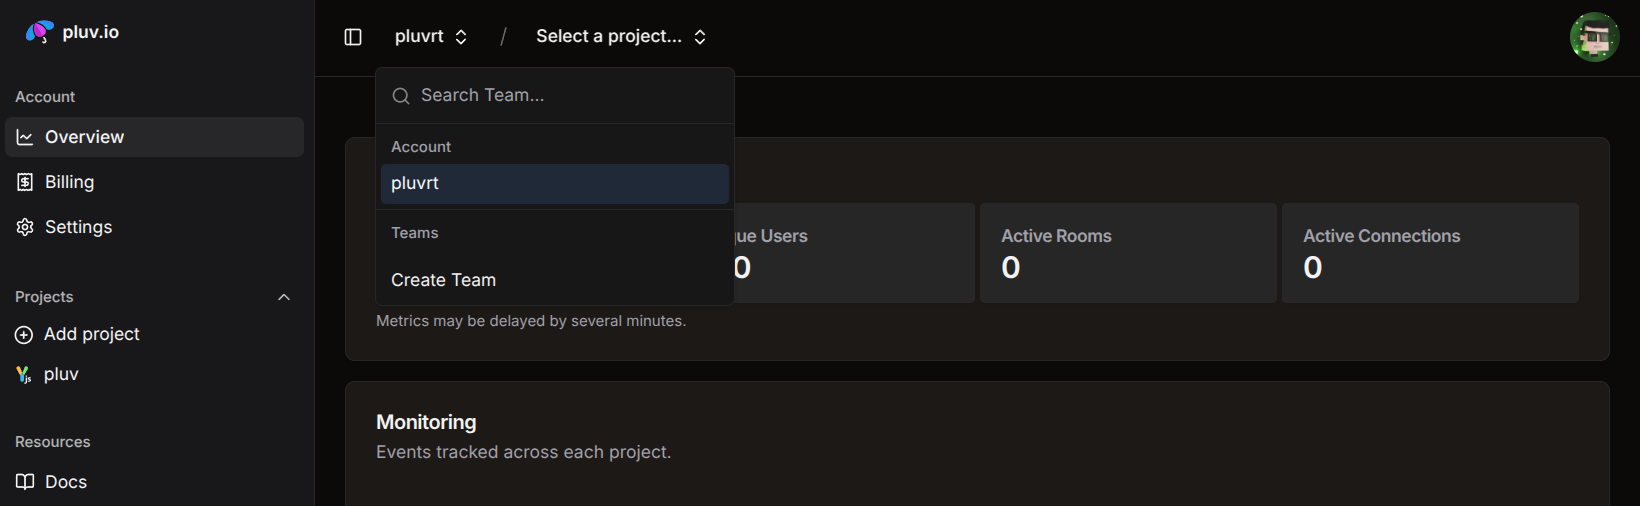 pluv.io
Account
Overview
Billing
Settings
Projects
Add project
pluv
Resources
Docs
pluvrt / Select a project...
Search Team...
Account
pluvrt
Teams
Create Team
Users
0
Active Rooms
0
Active Connections
0
Metrics may be delayed by several minutes.
Monitoring
Events tracked across each project.